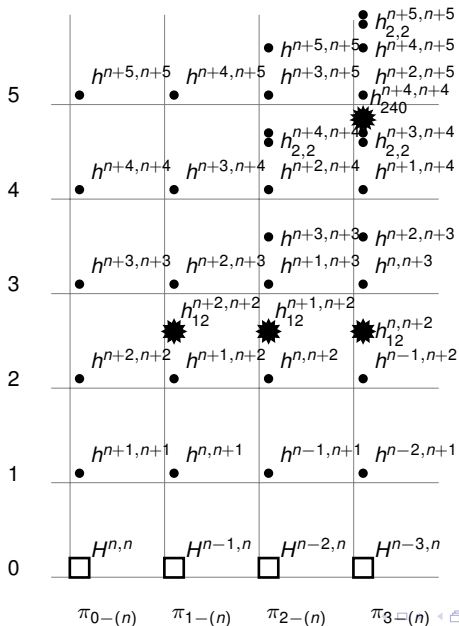 h^{n+5,n+5}
h_{2,2}^{n+5,n+5}
h^{n+5,n+5} h^{n+4,n+5}
h^{n+5,n+5} h^{n+4,n+5} h^{n+3,n+5} h^{n+2,n+5}
5
h_{240}^{n+4,n+4}
h_{2,2}^{n+4,n+4} h_{2,2}^{n+3,n+4}
h^{n+4,n+4} h^{n+3,n+4} h^{n+2,n+4} h^{n+1,n+4}
4
h^{n+3,n+3} h^{n+2,n+3}
h^{n+3,n+3} h^{n+2,n+3} h^{n+1,n+3} h^{n,n+3}
3
h_{12}^{n+2,n+2} h_{12}^{n+1,n+2} h_{12}^{n,n+2}
h^{n+2,n+2} h^{n+1,n+2} h^{n,n+2} h^{n-1,n+2}
2
h^{n+1,n+1} h^{n,n+1} h^{n-1,n+1} h^{n-2,n+1}
1
H^{n,n} H^{n-1,n} H^{n-2,n} H^{n-3,n}
0
π_{0-(n)} π_{1-(n)} π_{2-(n)} π_{3-(n)}